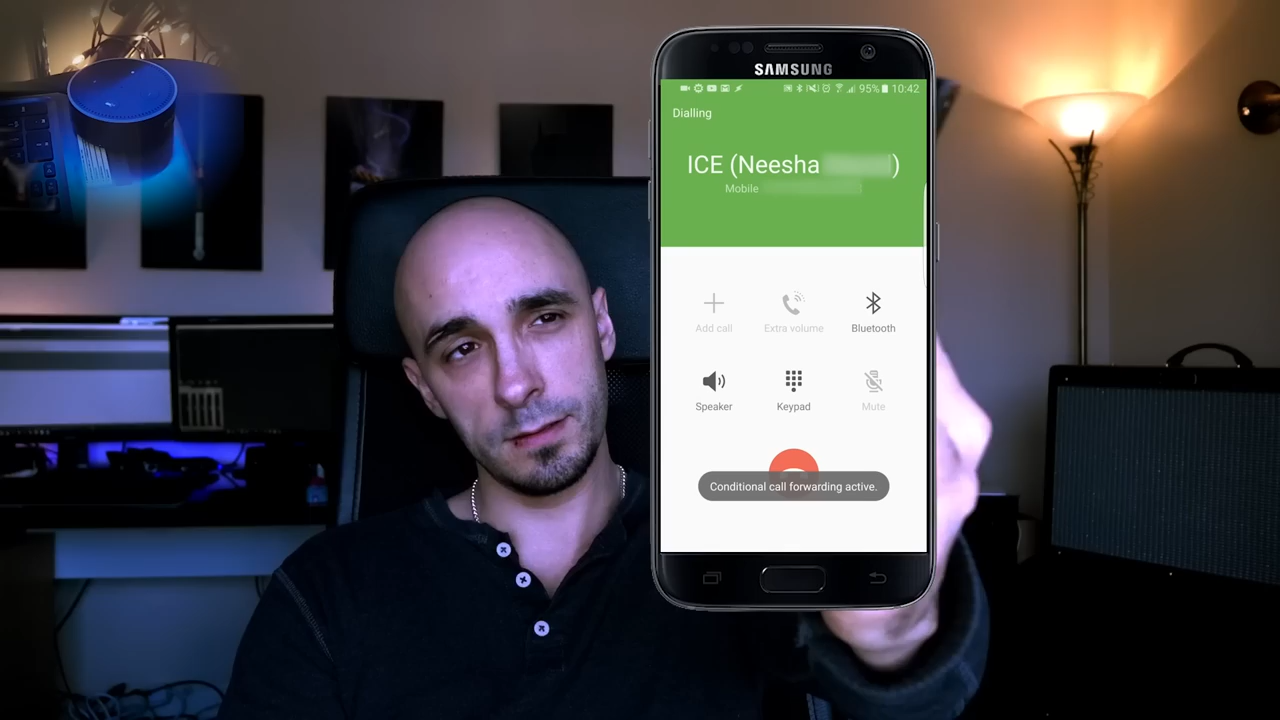 SAMSUNG
95% 10:42
Dialling
ICE (Neesha )
Mobile
Add call Extra volume Bluetooth
Speaker Keypad Mute
Conditional call forwarding active.